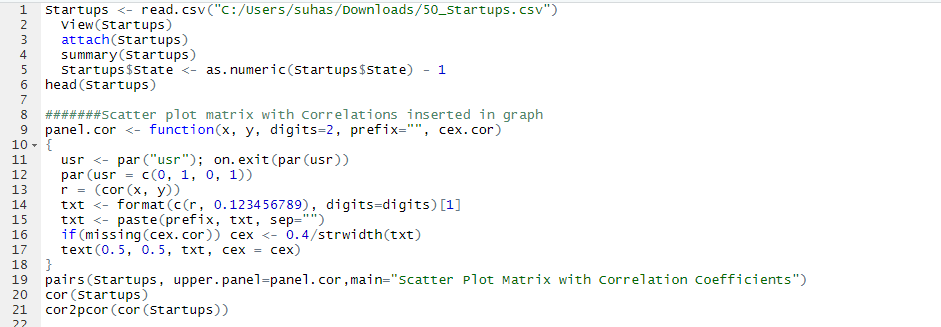 1 Startups <- read.csv("C:/Users/suhas/Downloads/50_Startups.csv")
2 View(Startups)
3 attach(Startups)
4 summary(Startups)
5 Startups$State <- as.numeric(Startups$State) - 1
6 head(Startups)
7
8 #######Scatter plot matrix with Correlations inserted in graph
9 panel.cor <- function(x, y, digits=2, prefix="", cex.cor)
10 {
11 usr <- par("usr"); on.exit(par(usr))
12 par(usr = c(0, 1, 0, 1))
13 r = (cor(x, y))
14 txt <- format(c(r, 0.123456789), digits=digits)[1]
15 txt <- paste(prefix, txt, sep="")
16 if(missing(cex.cor)) cex <- 0.4/strwidth(txt)
17 text(0.5, 0.5, txt, cex = cex)
18 }
19 pairs(Startups, upper.panel=panel.cor,main="Scatter Plot Matrix with Correlation Coefficients")
20 cor(Startups)
21 cor2pcor(cor(Startups))
22